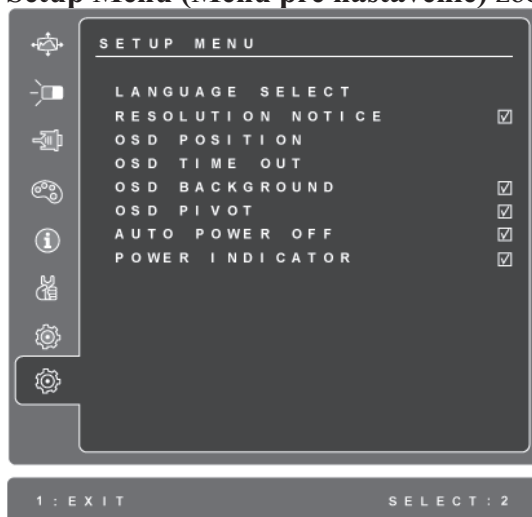 Setup Menu (Menu pre nastavenie)
SETUP MENU
LANGUAGE SELECT
RESOLUTION NOTICE
OSD POSITION
OSD TIME OUT
OSD BACKGROUND
OSD PIVOT
AUTO POWER OFF
POWER INDICATOR
1:EXIT
SELECT:2